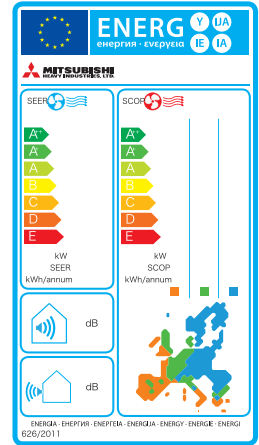 ENERG Y IJA
енергия · ενεργεια IE IA
MITSUBISHI
HEAVY INDUSTRIES, LTD.
SEER SCOP
A++ A++
A+ A+
A A
B B
C C
D D
E E
kW kW
SEER SCOP
kWh/annum kWh/annum
dB
dB
ENERGIA · ЕНЕРГИЯ · ΕΝΕΡΓΕΙΑ · ENERGIJA · ENERGY · ENERGIE · ENERGI
626/2011